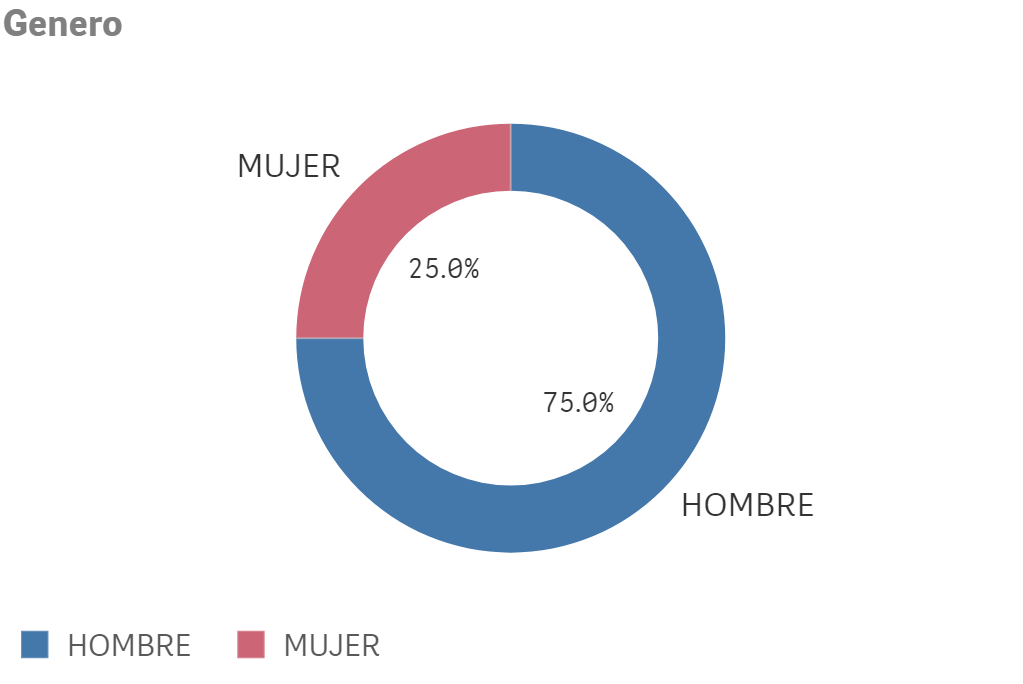 Genero
MUJER
25.0%
75.0%
HOMBRE
HOMBRE MUJER